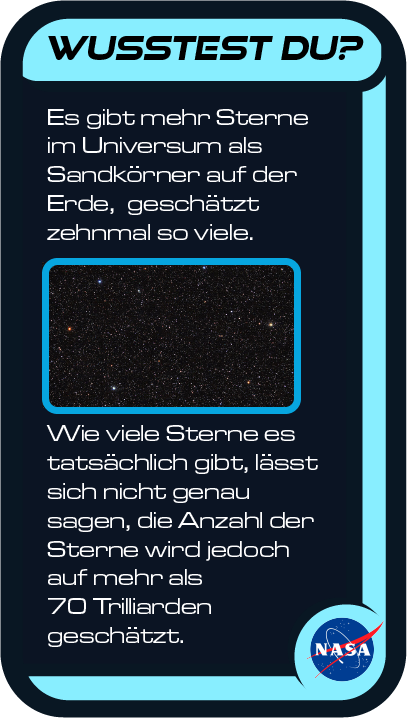 WUSSTEST DU?
Es gibt mehr Sterne
im Universum als
Sandkörner auf der
Erde, geschätzt
zehnmal so viele.
Wie viele Sterne es
tatsächlich gibt, lässt
sich nicht genau
sagen, die Anzahl der
Sterne wird jedoch
auf mehr als
70 Trilliarden
geschätzt.
NASA